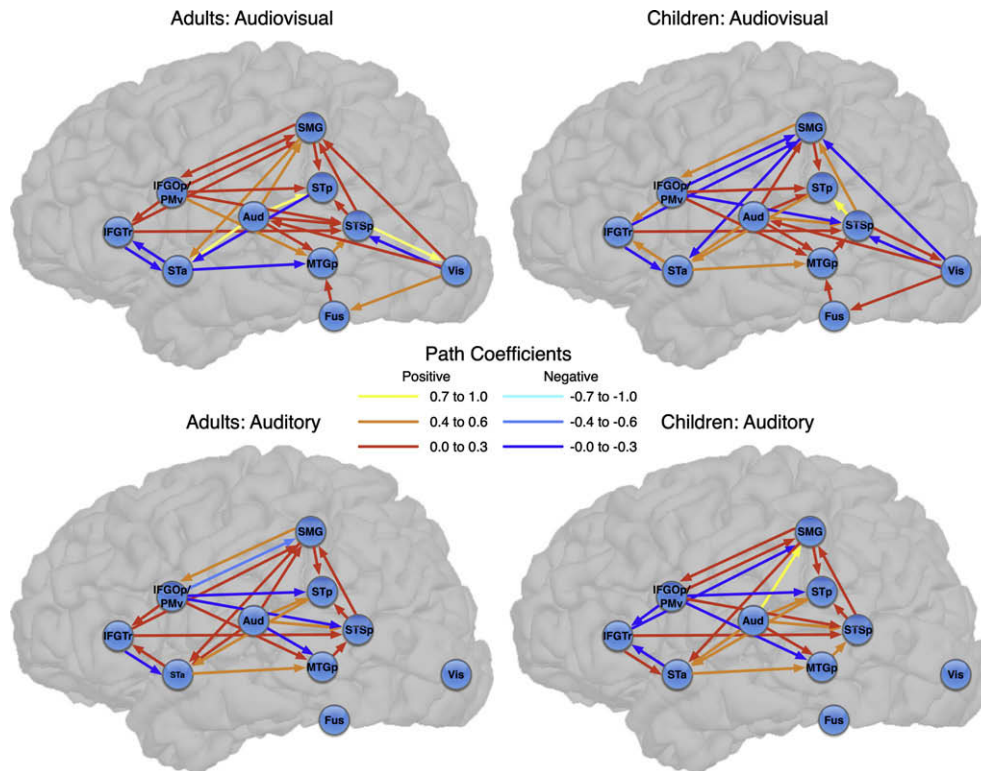 Adults: Audiovisual
Children: Audiovisual
SMG
IFGOp/
PMv
STp
Aud
STSp
IFGTr
STa
MTGp
Vis
Fus
SMG
IFGOp/
PMv
STp
Aud
STSp
IFGTr
STa
MTGp
Vis
Fus
Path Coefficients
Positive
Negative
0.7 to 1.0
-0.7 to -1.0
0.4 to 0.6
-0.4 to -0.6
0.0 to 0.3
-0.0 to -0.3
Adults: Auditory
Children: Auditory
SMG
IFGOp/
PMv
STp
Aud
STSp
IFGTr
STa
MTGp
Vis
Fus
SMG
IFGOp/
PMv
STp
Aud
STSp
IFGTr
STa
MTGp
Vis
Fus